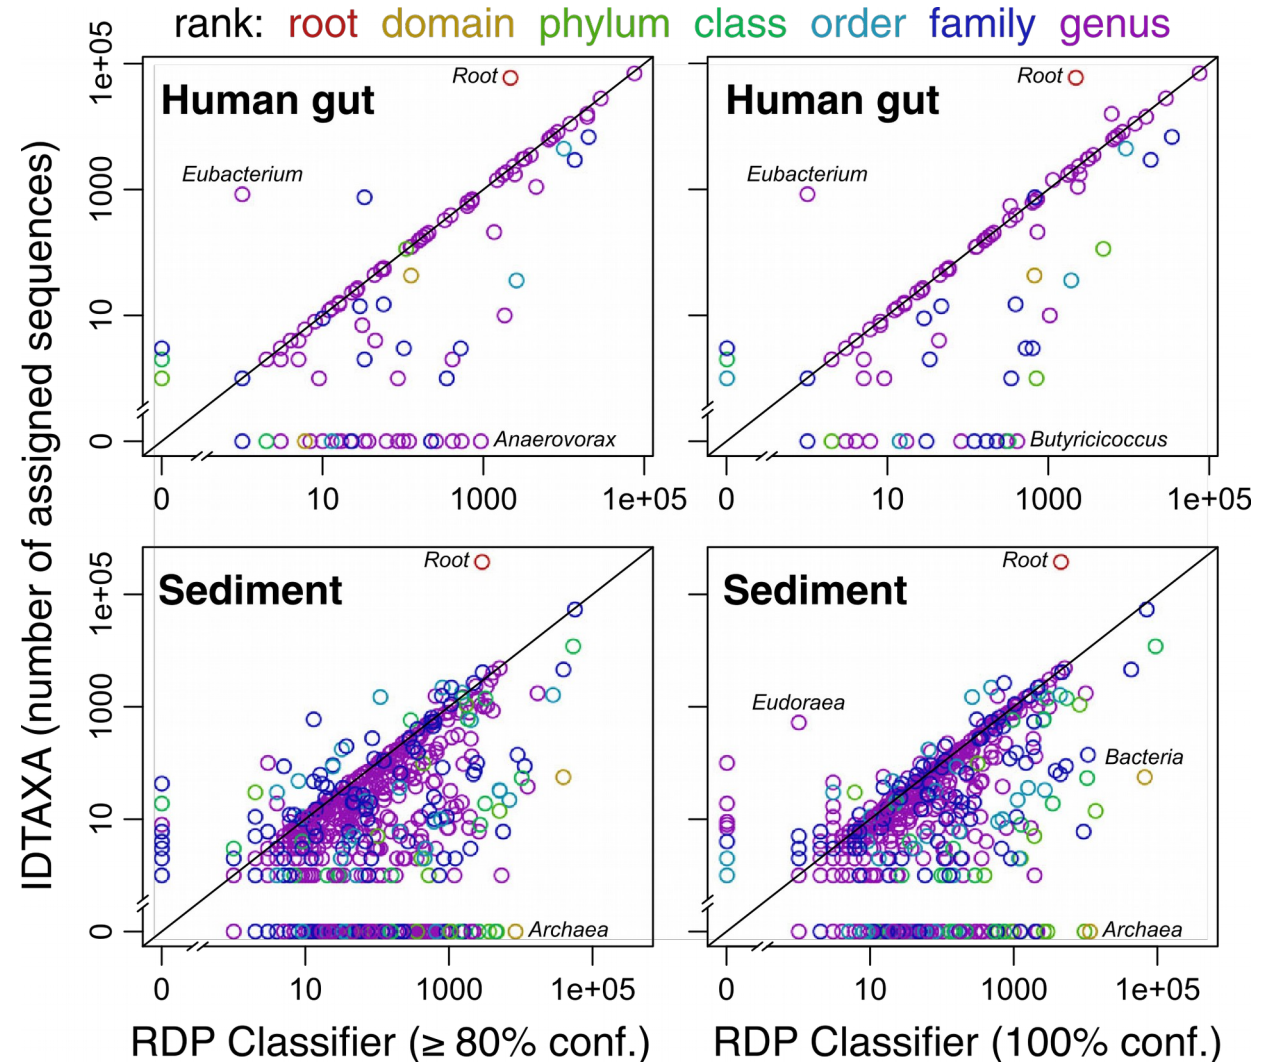 rank: root domain phylum class order family genus
IDTAXA (number of assigned sequences)
Human gut
Root
Eubacterium
Anaerovorax
1e+05
1000
10
0
0 10 1000 1e+05
Human gut
Root
Eubacterium
Butyricicoccus
0 10 1000 1e+05
Sediment
Root
Archaea
1e+05
1000
10
0
0 10 1000 1e+05
RDP Classifier (≥ 80% conf.)
Sediment
Root
Eudoraea
Bacteria
Archaea
0 10 1000 1e+05
RDP Classifier (100% conf.)